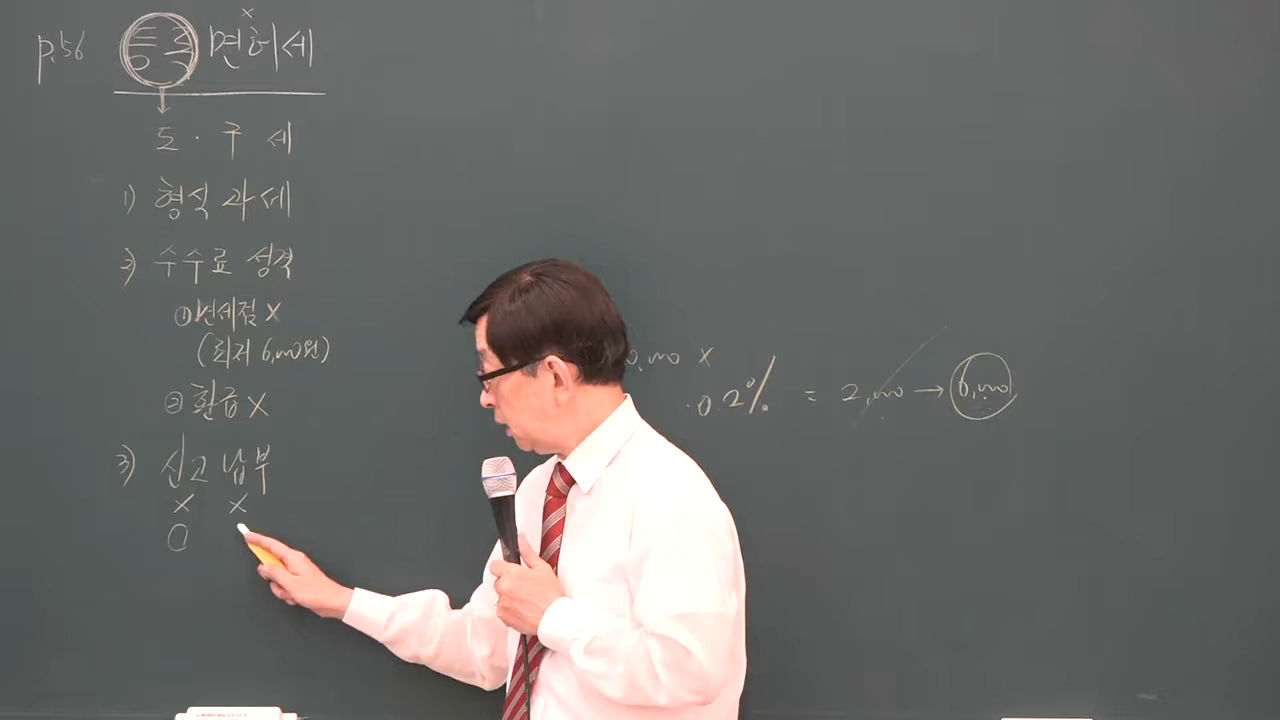 p.56 등록면허세
x
도·구 세
1) 형식 과세
2) 수수료 성격
① 면세점 X
(최저 6,000원)
② 환급 X
3) 신고 납부
X X
O
0,000 x
0.2% = 2,000 → 6,000